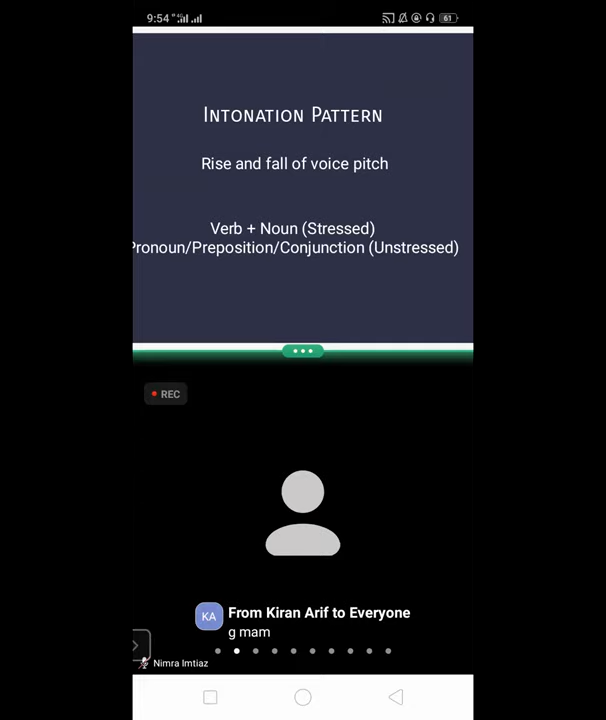 9:54
61
Intonation Pattern
Rise and fall of voice pitch
Verb + Noun (Stressed)
Pronoun/Preposition/Conjunction (Unstressed)
REC
KA
From Kiran Arif to Everyone
g mam
Nimra Imtiaz